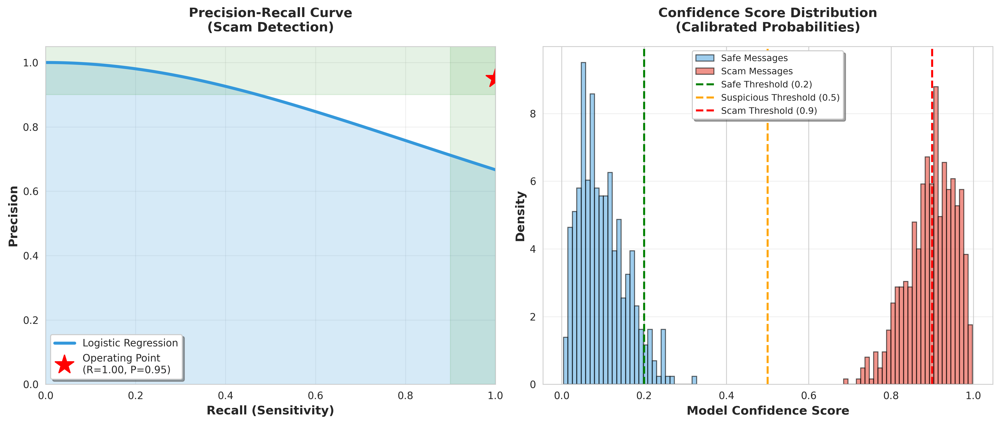 Precision-Recall Curve
(Scam Detection)
Precision
1.0
0.8
0.6
0.4
0.2
0.0
Logistic Regression
Operating Point
(R=1.00, P=0.95)
0.0 0.2 0.4 0.6 0.8 1.0
Recall (Sensitivity)
Confidence Score Distribution
(Calibrated Probabilities)
Safe Messages
Scam Messages
Safe Threshold (0.2)
Suspicious Threshold (0.5)
Scam Threshold (0.9)
Density
8
6
4
2
0
0.0 0.2 0.4 0.6 0.8 1.0
Model Confidence Score